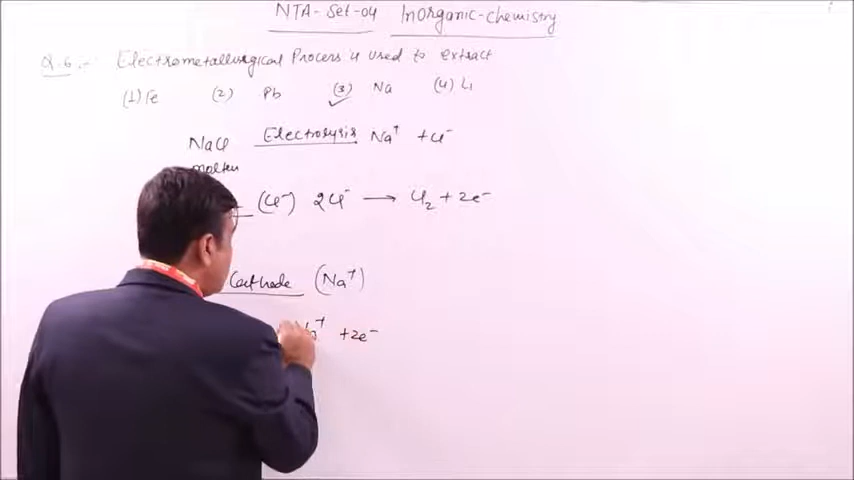 NTA-Set-04 Inorganic-chemistry
Q.6.-: Electrometallurgical Process is used to extract
(1) Fe (2) Pb (3) Na (4) Li
NaCl Electrolysis Na⁺ + Cl⁻
molten
(Cl⁻) 2Cl⁻ → Cl₂ + 2e⁻
Cathode (Na⁺)
+2e⁻